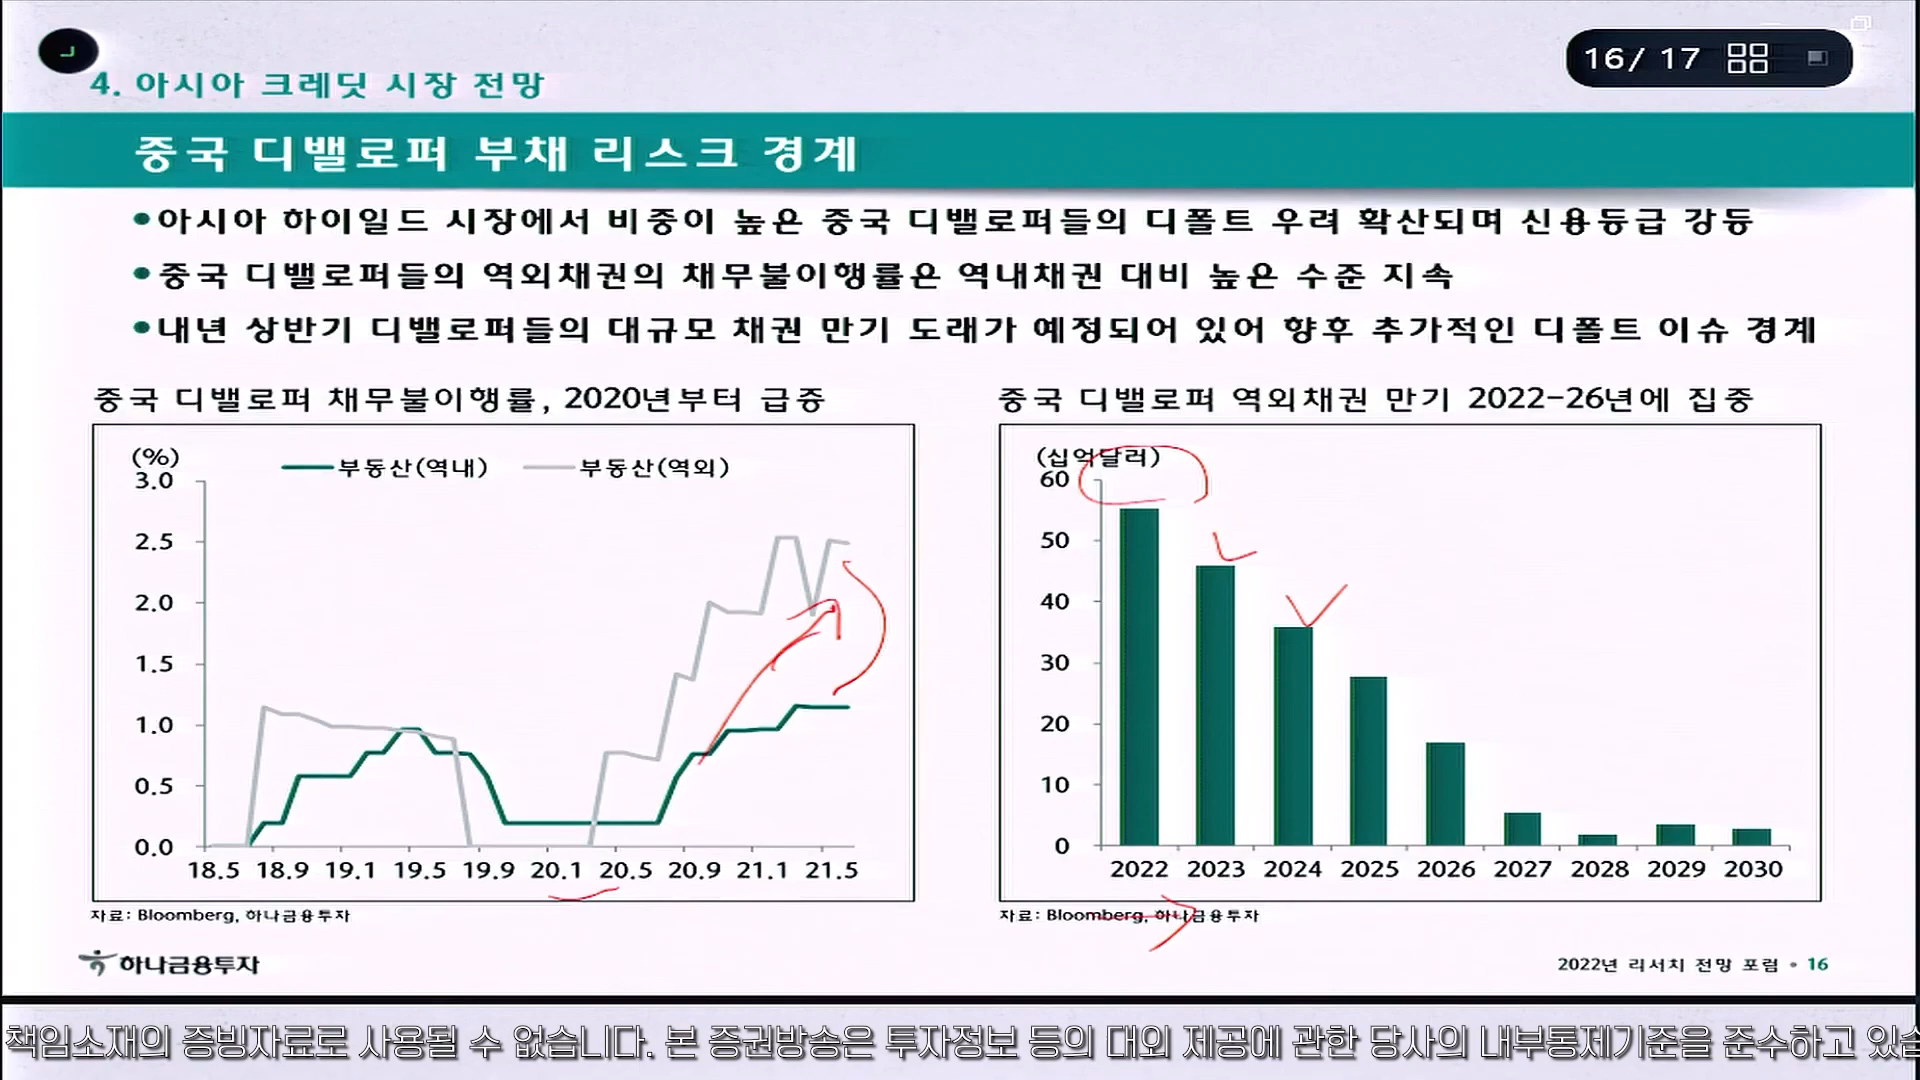 16/ 17
4. 아시아 크레딧 시장 전망
중국 디밸로퍼 부채 리스크 경계
•아시아 하이일드 시장에서 비중이 높은 중국 디밸로퍼들의 디폴트 우려 확산되며 신용등급 강등
•중국 디밸로퍼들의 역외채권의 채무불이행률은 역내채권 대비 높은 수준 지속
•내년 상반기 디밸로퍼들의 대규모 채권 만기 도래가 예정되어 있어 향후 추가적인 디폴트 이슈 경계
중국 디밸로퍼 채무불이행률, 2020년부터 급증
(%)
부동산(역내) 부동산(역외)
3.0
2.5
2.0
1.5
1.0
0.5
0.0
18.5 18.9 19.1 19.5 19.9 20.1 20.5 20.9 21.1 21.5
자료: Bloomberg, 하나금융투자
중국 디밸로퍼 역외채권 만기 2022-26년에 집중
(십억달러)
60
50
40
30
20
10
0
2022 2023 2024 2025 2026 2027 2028 2029 2030
자료: Bloomberg, 하나금융투자
하나금융투자
2022년 리서치 전망 포럼 • 16
책임소재의 증빙자료로 사용될 수 없습니다. 본 증권방송은 투자정보 등의 대외 제공에 관한 당사의 내부통제기준을 준수하고 있습